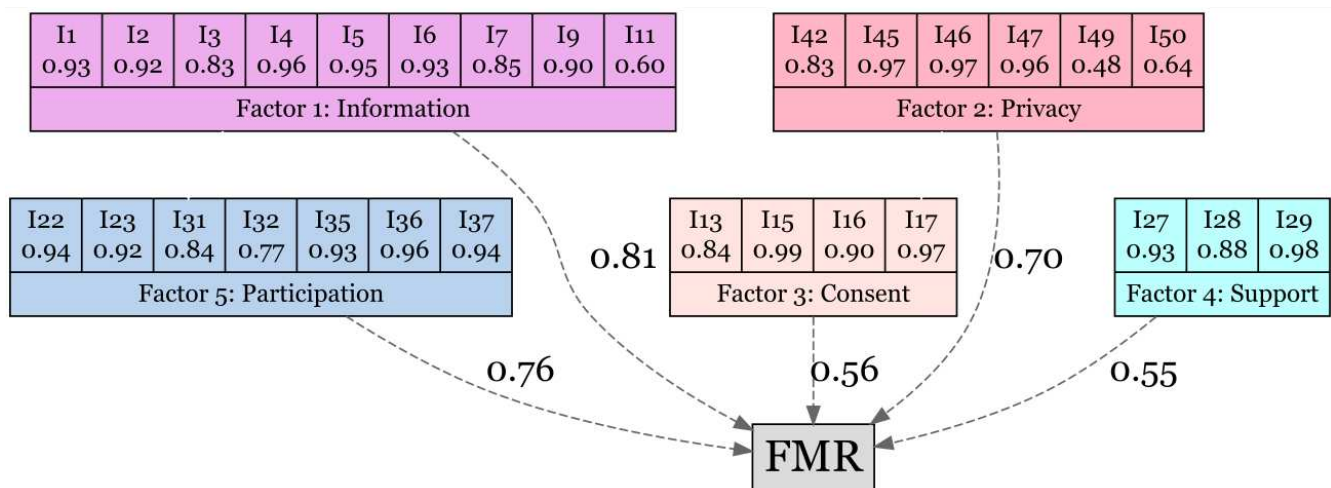 I1 I2 I3 I4 I5 I6 I7 I9 I11
0.93 0.92 0.83 0.96 0.95 0.93 0.85 0.90 0.60
Factor 1: Information
I42 I45 I46 I47 I49 I50
0.83 0.97 0.97 0.96 0.48 0.64
Factor 2: Privacy
I22 I23 I31 I32 I35 I36 I37
0.94 0.92 0.84 0.77 0.93 0.96 0.94
Factor 5: Participation
0.81
I13 I15 I16 I17
0.84 0.99 0.90 0.97
Factor 3: Consent
0.70
I27 I28 I29
0.93 0.88 0.98
Factor 4: Support
0.76
0.56
0.55
FMR